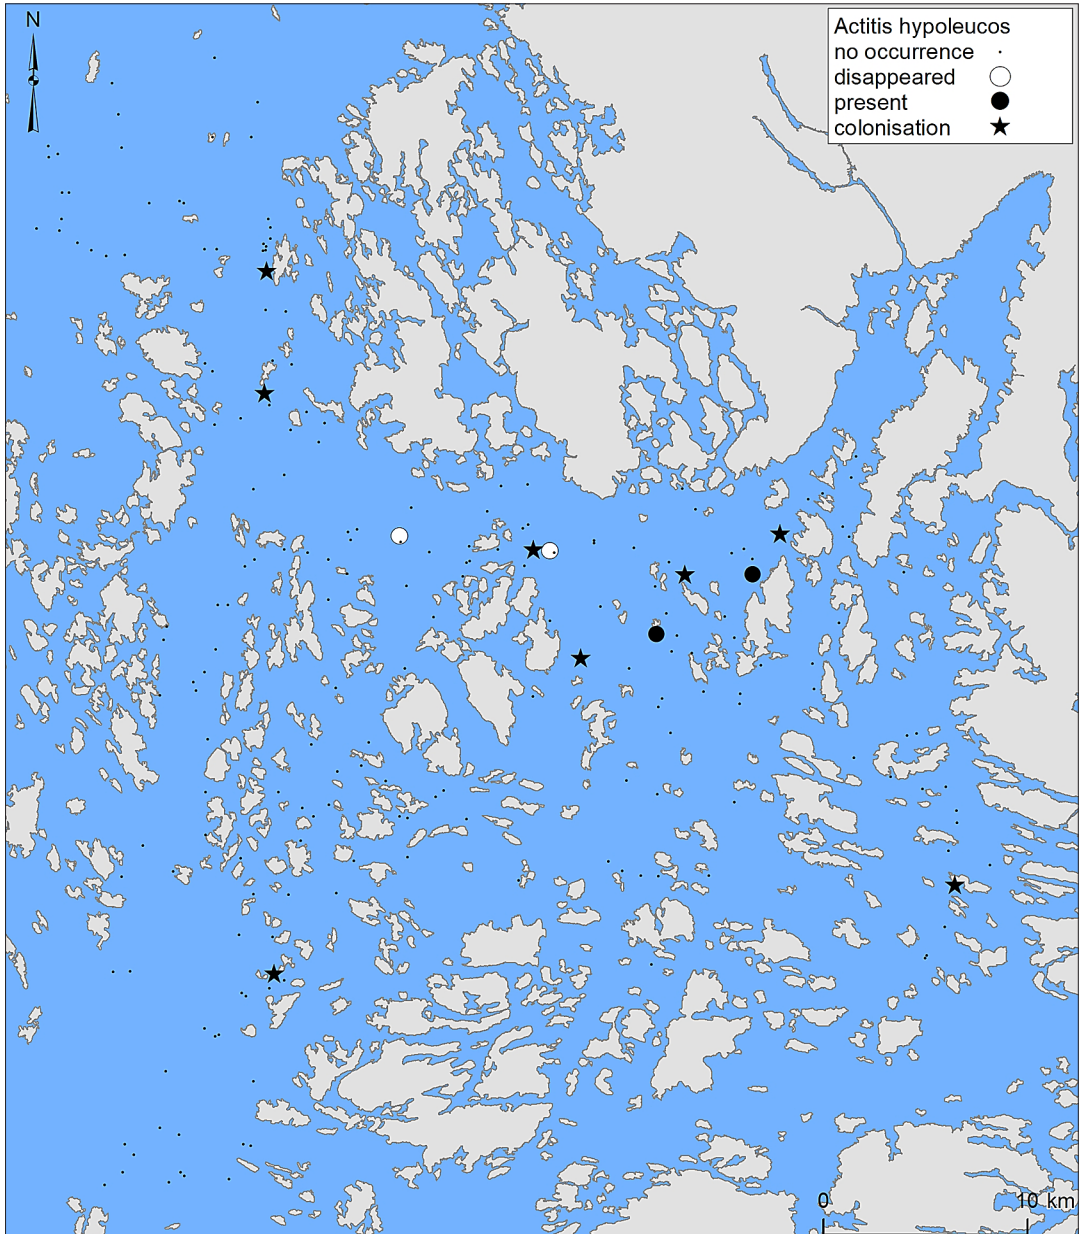 N
Actitis hypoleucos
no occurrence
disappeared
present
colonisation
0 10 km